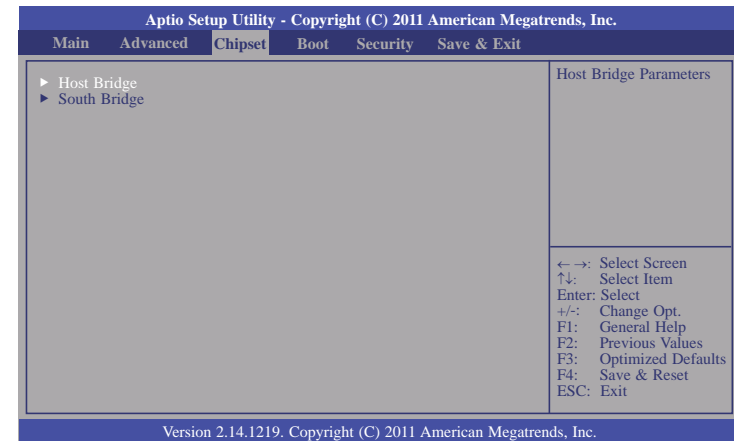 Aptio Setup Utility - Copyright (C) 2011 American Megatrends, Inc.
Main Advanced Chipset Boot Security Save & Exit
► Host Bridge
► South Bridge
Host Bridge Parameters
←→: Select Screen
↑↓: Select Item
Enter: Select
+/-: Change Opt.
F1: General Help
F2: Previous Values
F3: Optimized Defaults
F4: Save & Reset
ESC: Exit
Version 2.14.1219. Copyright (C) 2011 American Megatrends, Inc.